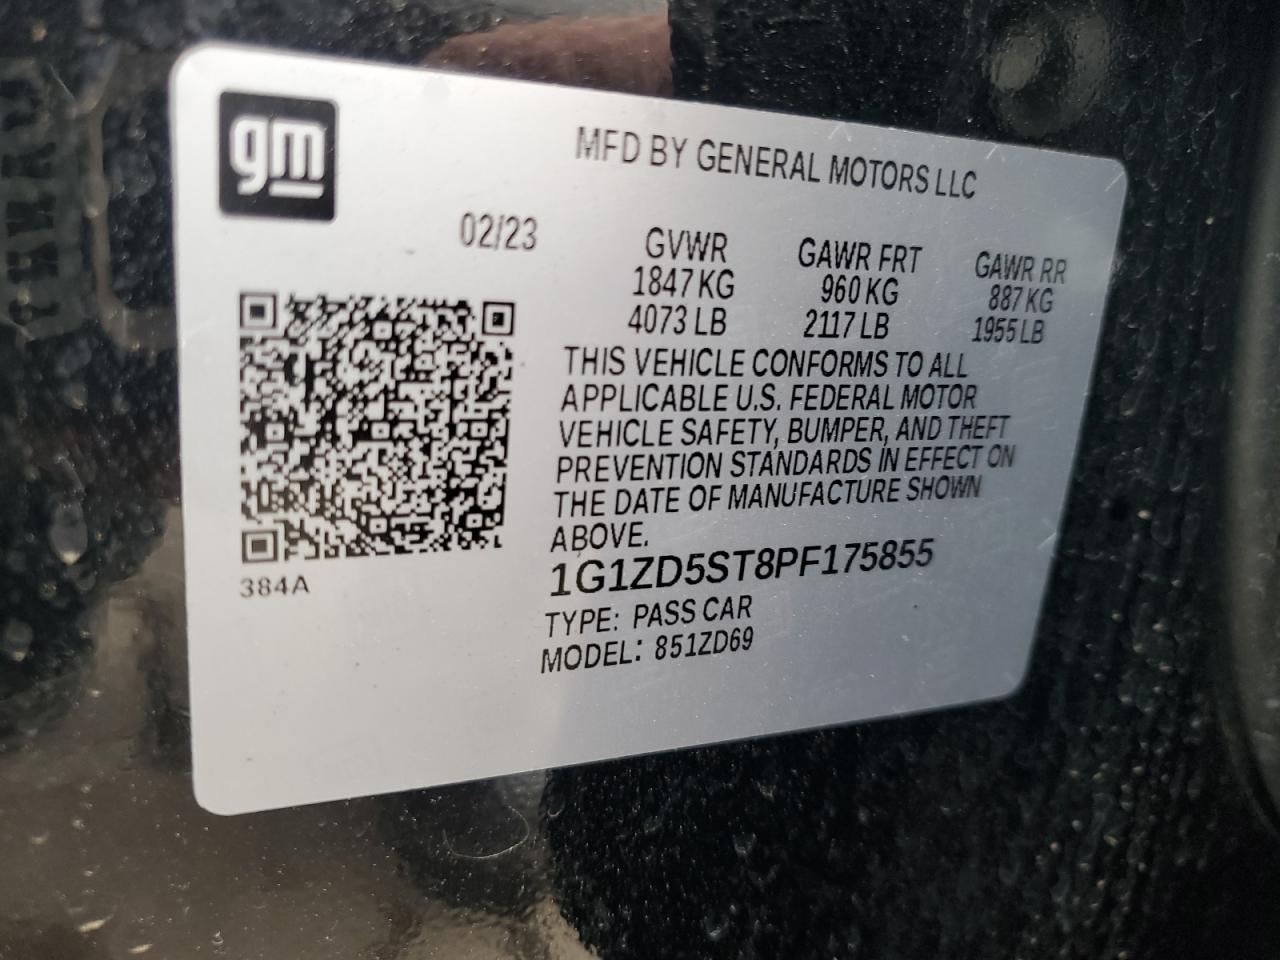 gm
MFD BY GENERAL MOTORS LLC
02/23
GVWR GAWR FRT GAWR RR
1847 KG 960 KG 887 KG
4073 LB 2117 LB 1955 LB
THIS VEHICLE CONFORMS TO ALL
APPLICABLE U.S. FEDERAL MOTOR
VEHICLE SAFETY, BUMPER, AND THEFT
PREVENTION STANDARDS IN EFFECT ON
THE DATE OF MANUFACTURE SHOWN
ABOVE.
1G1ZD5ST8PF175855
TYPE: PASS CAR
MODEL: 851ZD69
384A